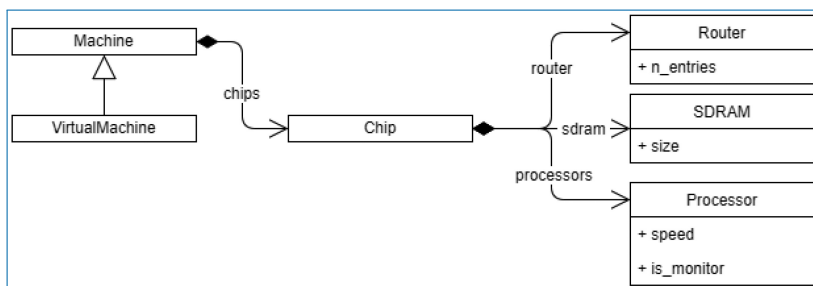 Machine
Router
router
+ n_entries
chips
VirtualMachine
Chip
SDRAM
sdram
+ size
processors
Processor
+ speed
+ is_monitor